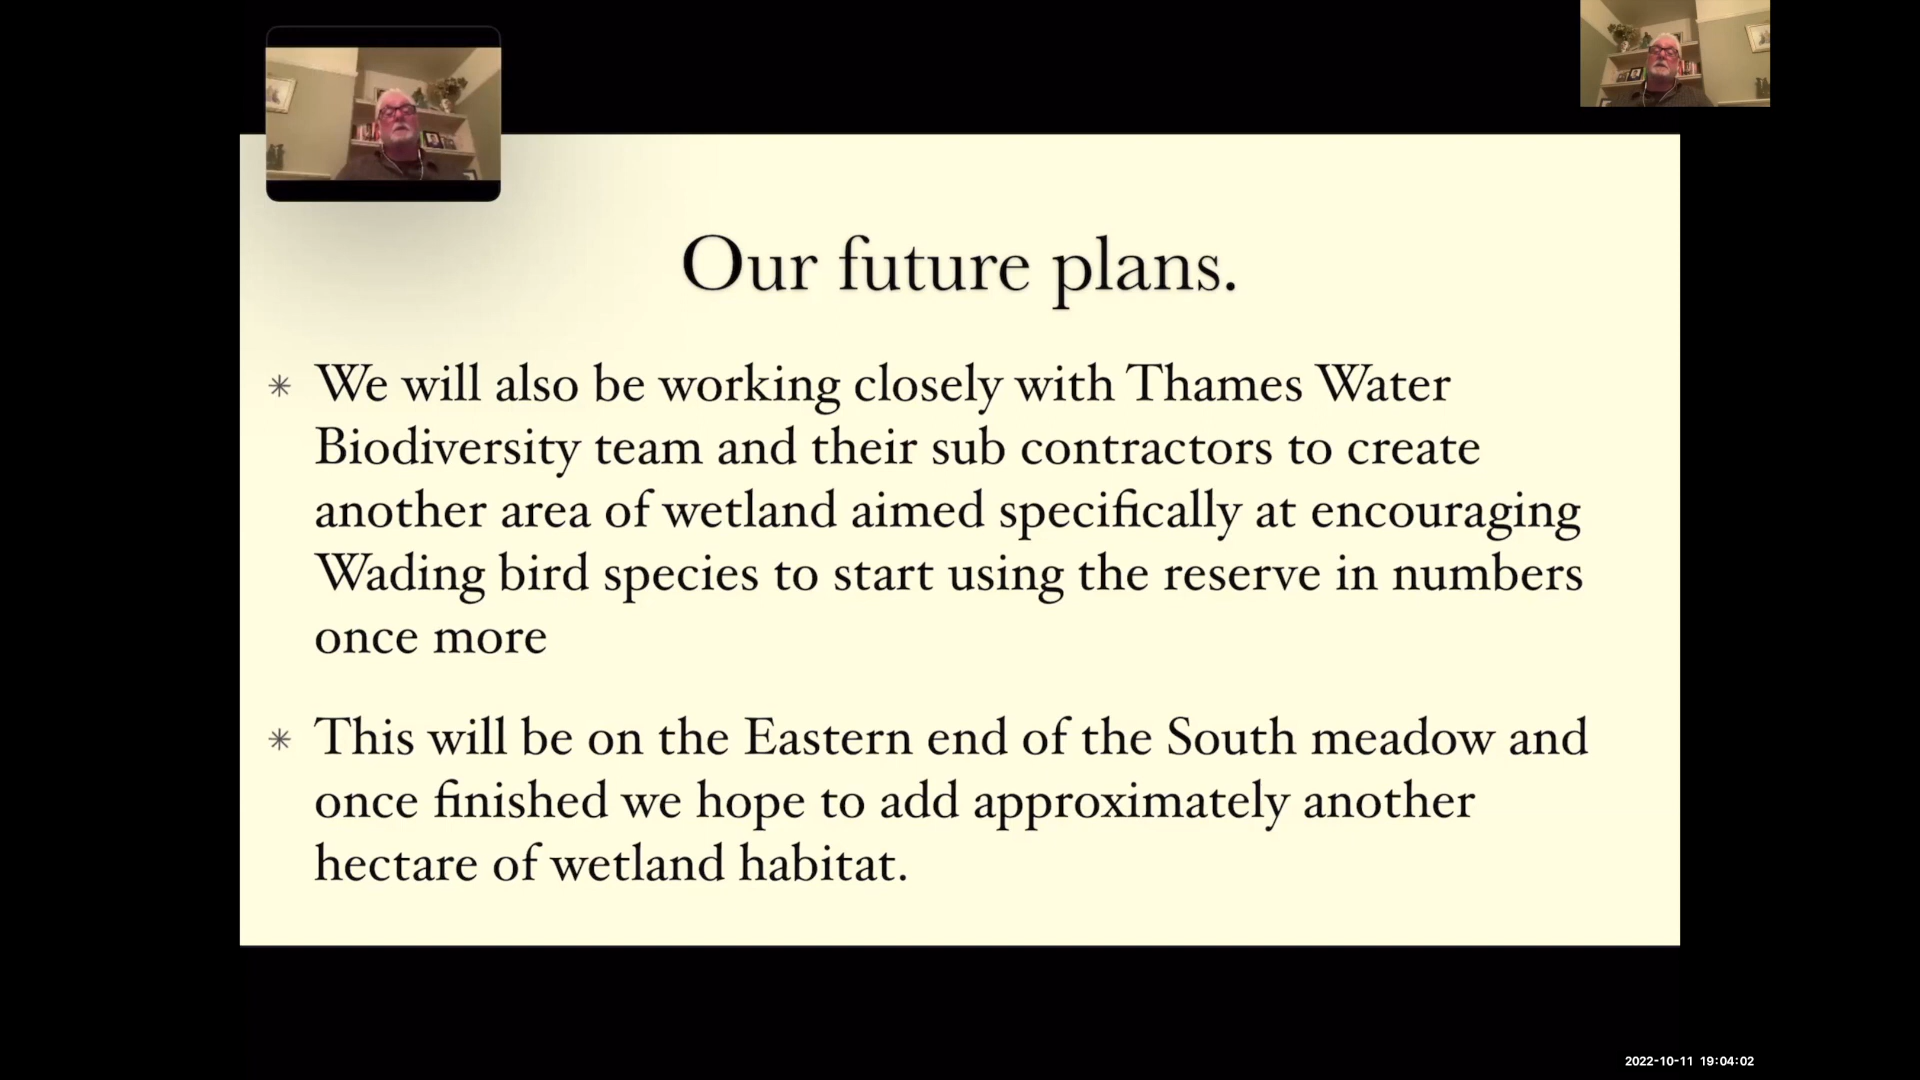 Our future plans.
✳ We will also be working closely with Thames Water
Biodiversity team and their sub contractors to create
another area of wetland aimed specifically at encouraging
Wading bird species to start using the reserve in numbers
once more
✳ This will be on the Eastern end of the South meadow and
once finished we hope to add approximately another
hectare of wetland habitat.
2022-10-11 19:04:02